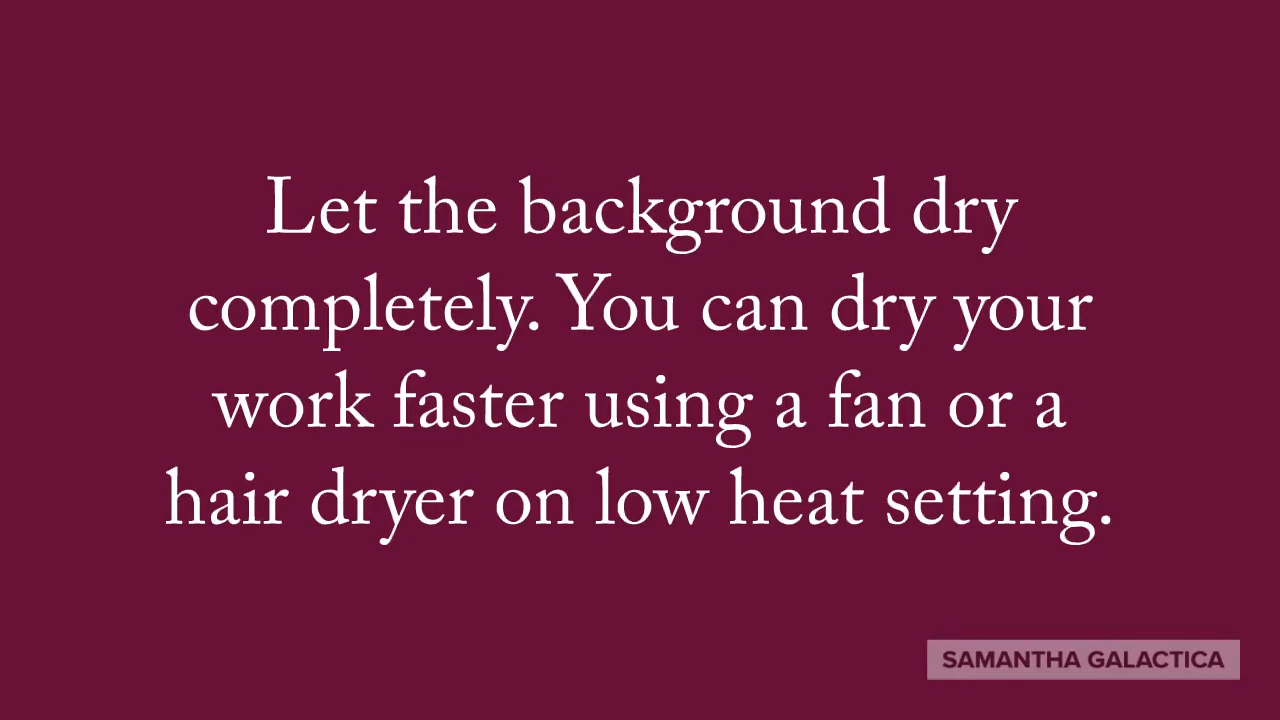 Let the background dry
completely. You can dry your
work faster using a fan or a
hair dryer on low heat setting.
SAMANTHA GALACTICA